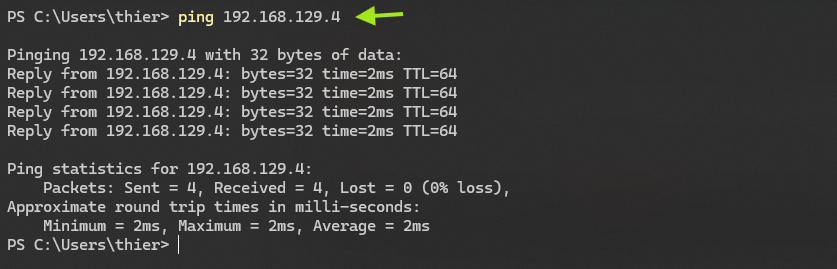 PS C:\Users\thier> ping 192.168.129.4
Pinging 192.168.129.4 with 32 bytes of data:
Reply from 192.168.129.4: bytes=32 time=2ms TTL=64
Reply from 192.168.129.4: bytes=32 time=2ms TTL=64
Reply from 192.168.129.4: bytes=32 time=2ms TTL=64
Reply from 192.168.129.4: bytes=32 time=2ms TTL=64
Ping statistics for 192.168.129.4:
    Packets: Sent = 4, Received = 4, Lost = 0 (0% loss),
Approximate round trip times in milli-seconds:
    Minimum = 2ms, Maximum = 2ms, Average = 2ms
PS C:\Users\thier>